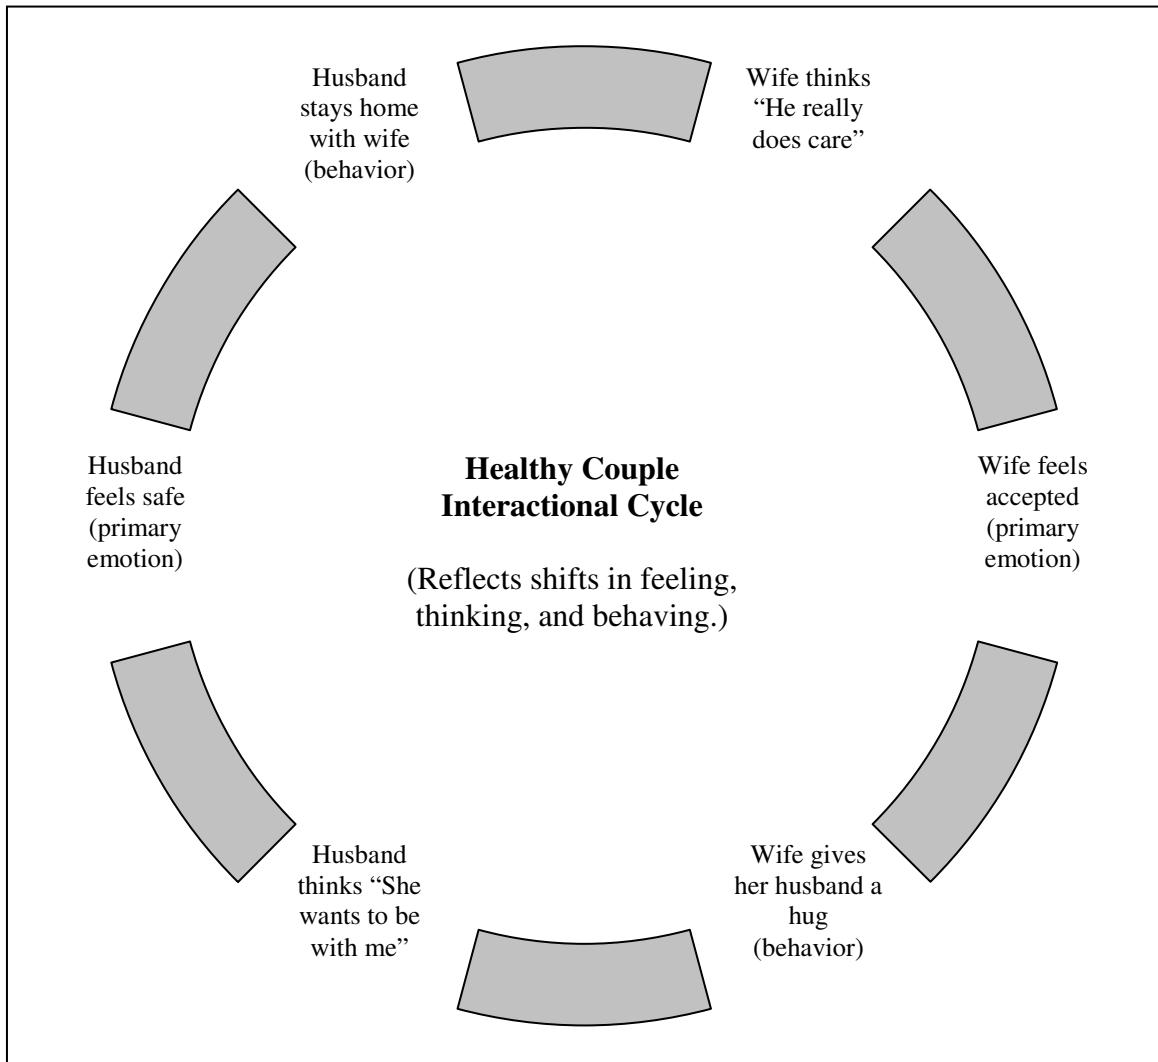 Husband
stays home
with wife
(behavior)
Wife thinks
“He really
does care”
Husband
feels safe
(primary
emotion)
Healthy Couple
Interactional Cycle
(Reflects shifts in feeling,
thinking, and behaving.)
Wife feels
accepted
(primary
emotion)
Husband
thinks “She
wants to be
with me”
Wife gives
her husband a
hug
(behavior)